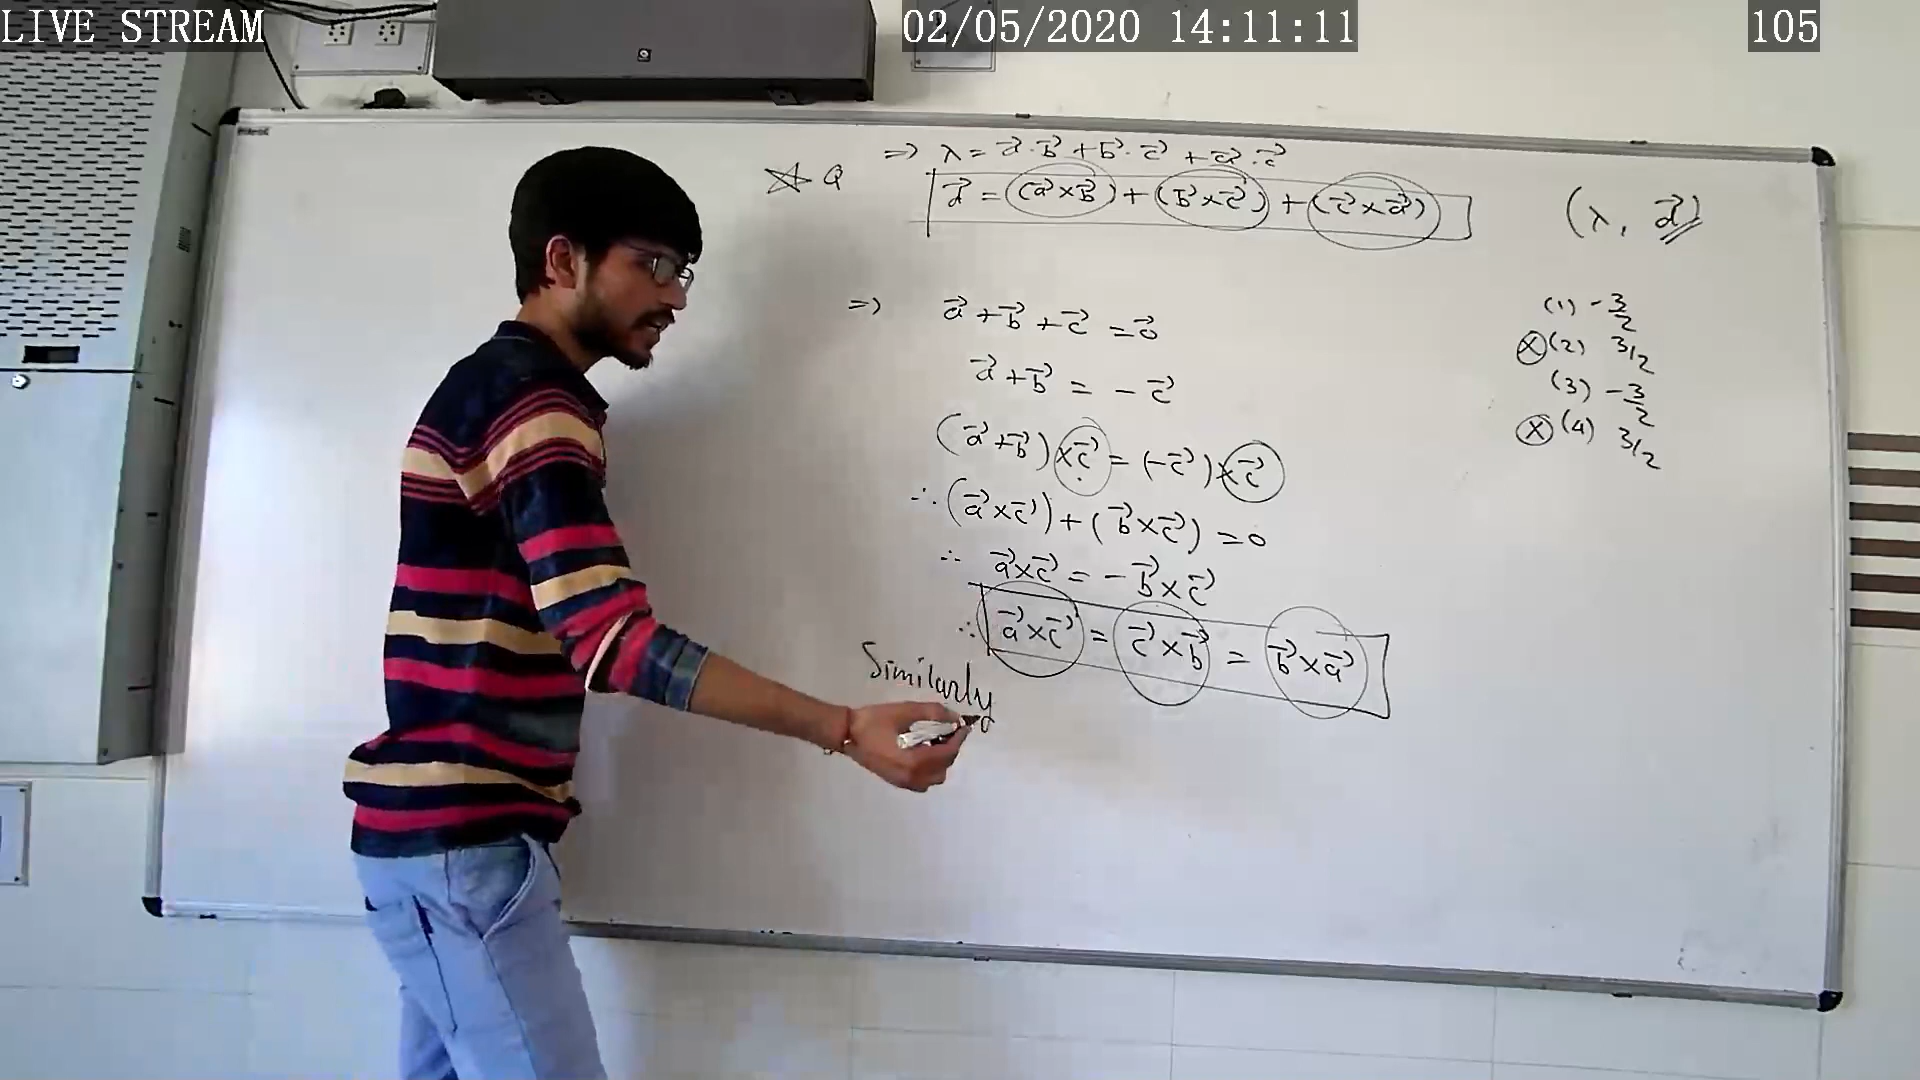 LIVE STREAM
02/05/2020 14:11:11
105
⇒ λ = a⃗·b⃗ + b⃗·c⃗ + a⃗·c⃗
☆ Q
d⃗ = (a⃗×b⃗) + (b⃗×c⃗) + (c⃗×a⃗)
(λ, d⃗)
⇒ a⃗ + b⃗ + c⃗ = 0⃗
a⃗ + b⃗ = - c⃗
(a⃗ + b⃗) × c⃗ = (-c⃗) × c⃗
∴ (a⃗×c⃗) + (b⃗×c⃗) = 0
∴ a⃗×c⃗ = - b⃗×c⃗
∴ a⃗×c⃗ = c⃗×b⃗ = b⃗×a⃗
Similarly
(1) -3/2
ⓧ (2) 3/2
(3) -3/2
ⓧ (4) 3/2